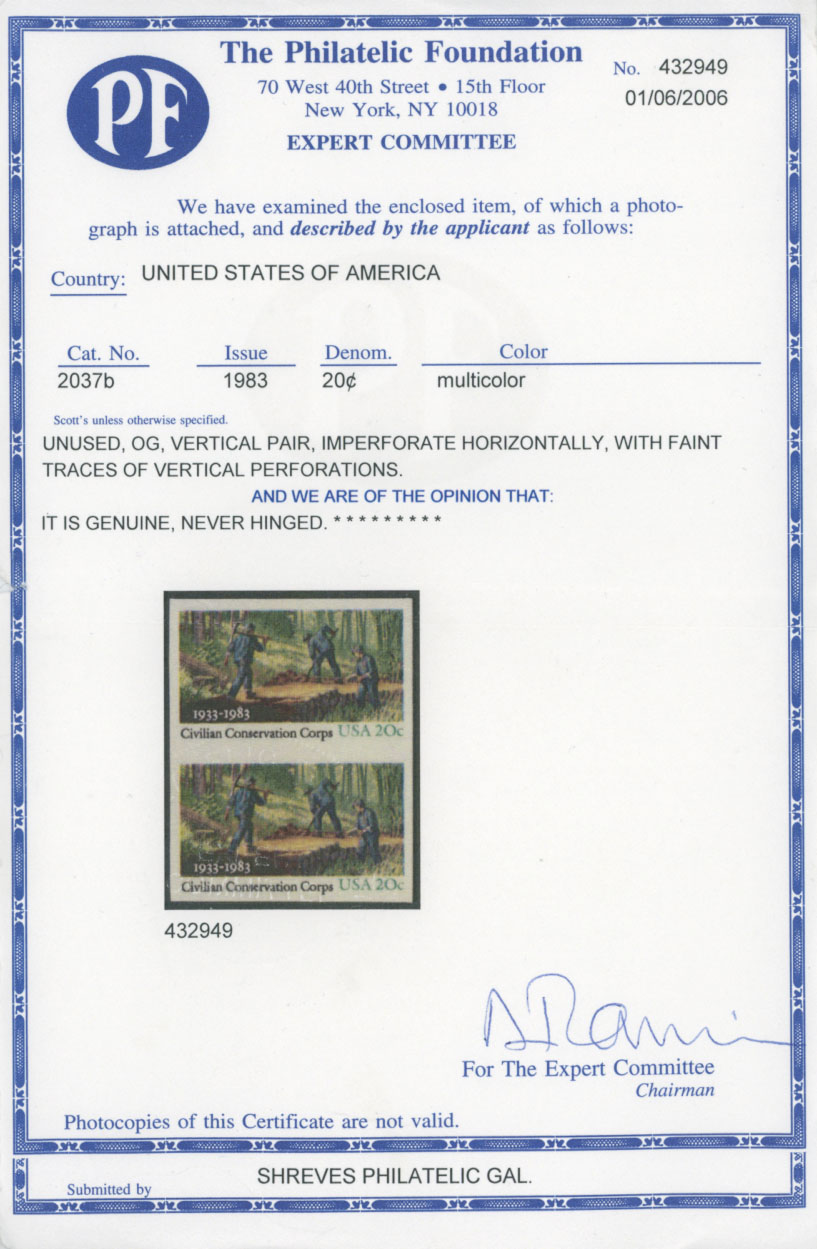 The Philatelic Foundation
PF
70 West 40th Street • 15th Floor
New York, NY 10018
EXPERT COMMITTEE
No. 432949
01/06/2006
We have examined the enclosed item, of which a photo-
graph is attached, and described by the applicant as follows:
Country: UNITED STATES OF AMERICA
Cat. No. Issue Denom. Color
2037b 1983 20¢ multicolor
Scott's unless otherwise specified.
UNUSED, OG, VERTICAL PAIR, IMPERFORATE HORIZONTALLY, WITH FAINT
TRACES OF VERTICAL PERFORATIONS.
AND WE ARE OF THE OPINION THAT:
IT IS GENUINE, NEVER HINGED. * * * * * * * * *
1933-1983
Civilian Conservation Corps USA 20c
1933-1983
Civilian Conservation Corps USA 20c
432949
For The Expert Committee
Chairman
Photocopies of this Certificate are not valid.
Submitted by SHREVES PHILATELIC GAL.